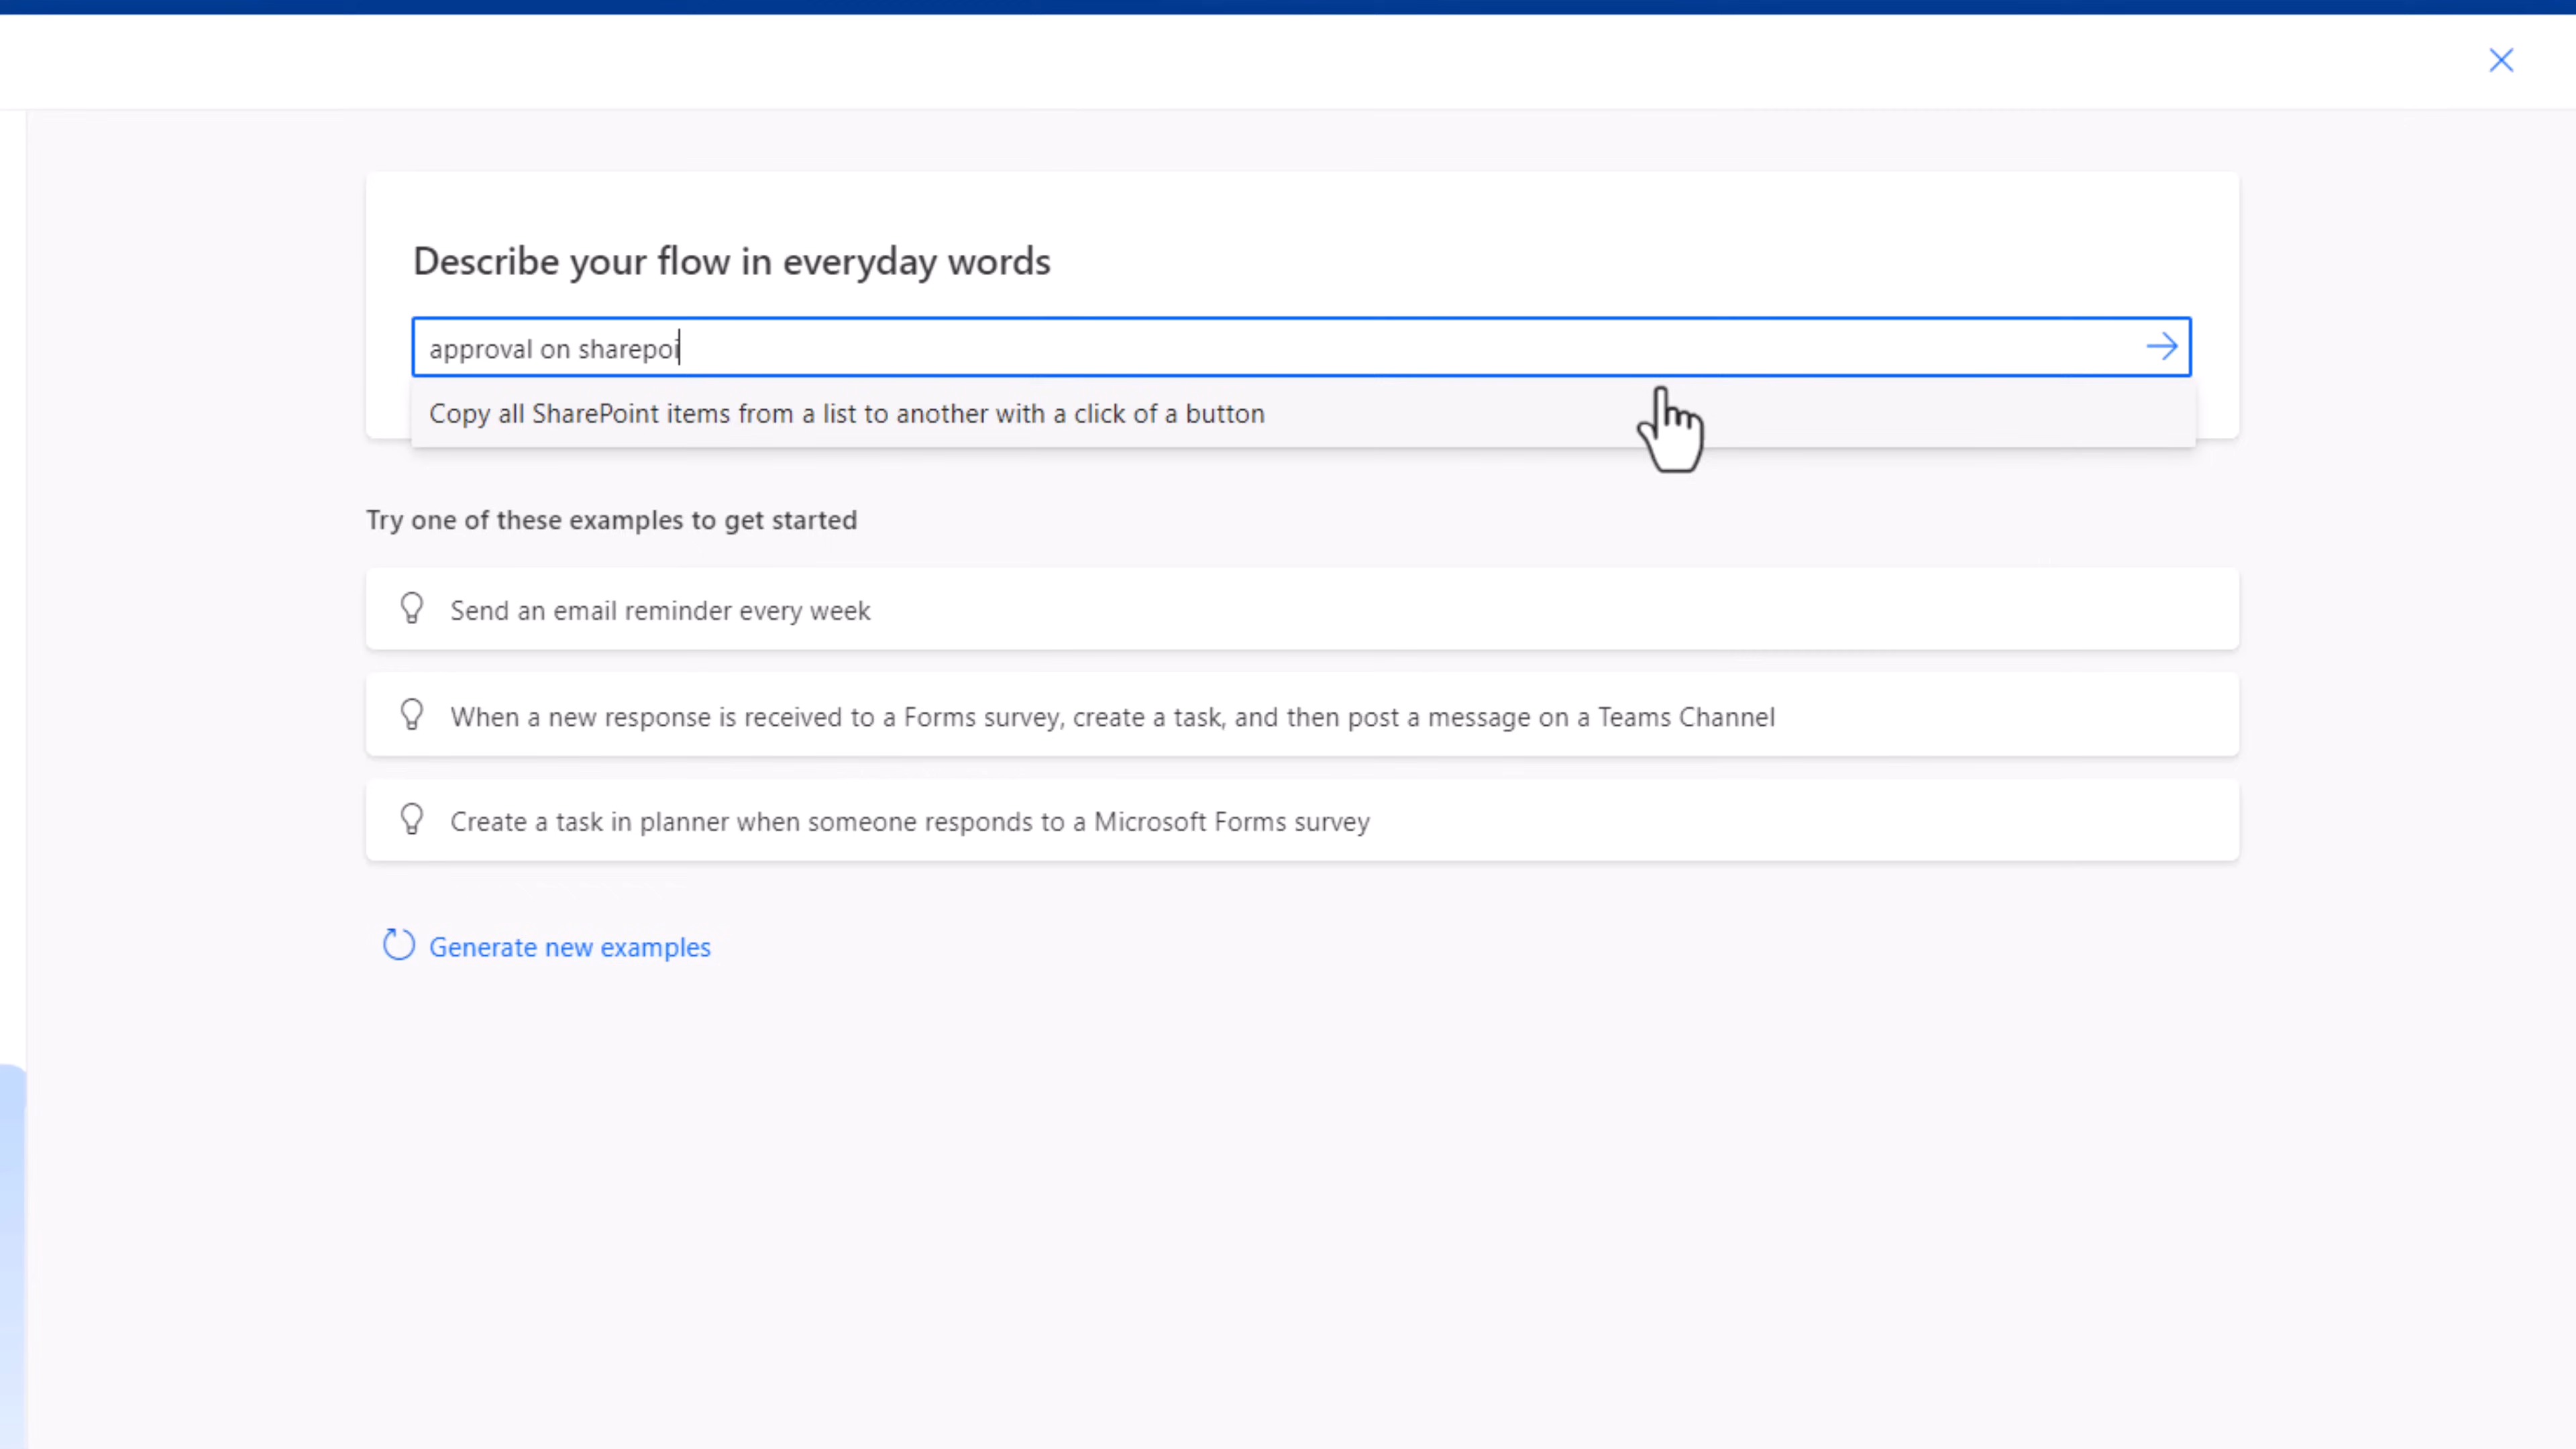 Describe your flow in everyday words
approval on sharepoi
Copy all SharePoint items from a list to another with a click of a button
Try one of these examples to get started
Send an email reminder every week
When a new response is received to a Forms survey, create a task, and then post a message on a Teams Channel
Create a task in planner when someone responds to a Microsoft Forms survey
Generate new examples